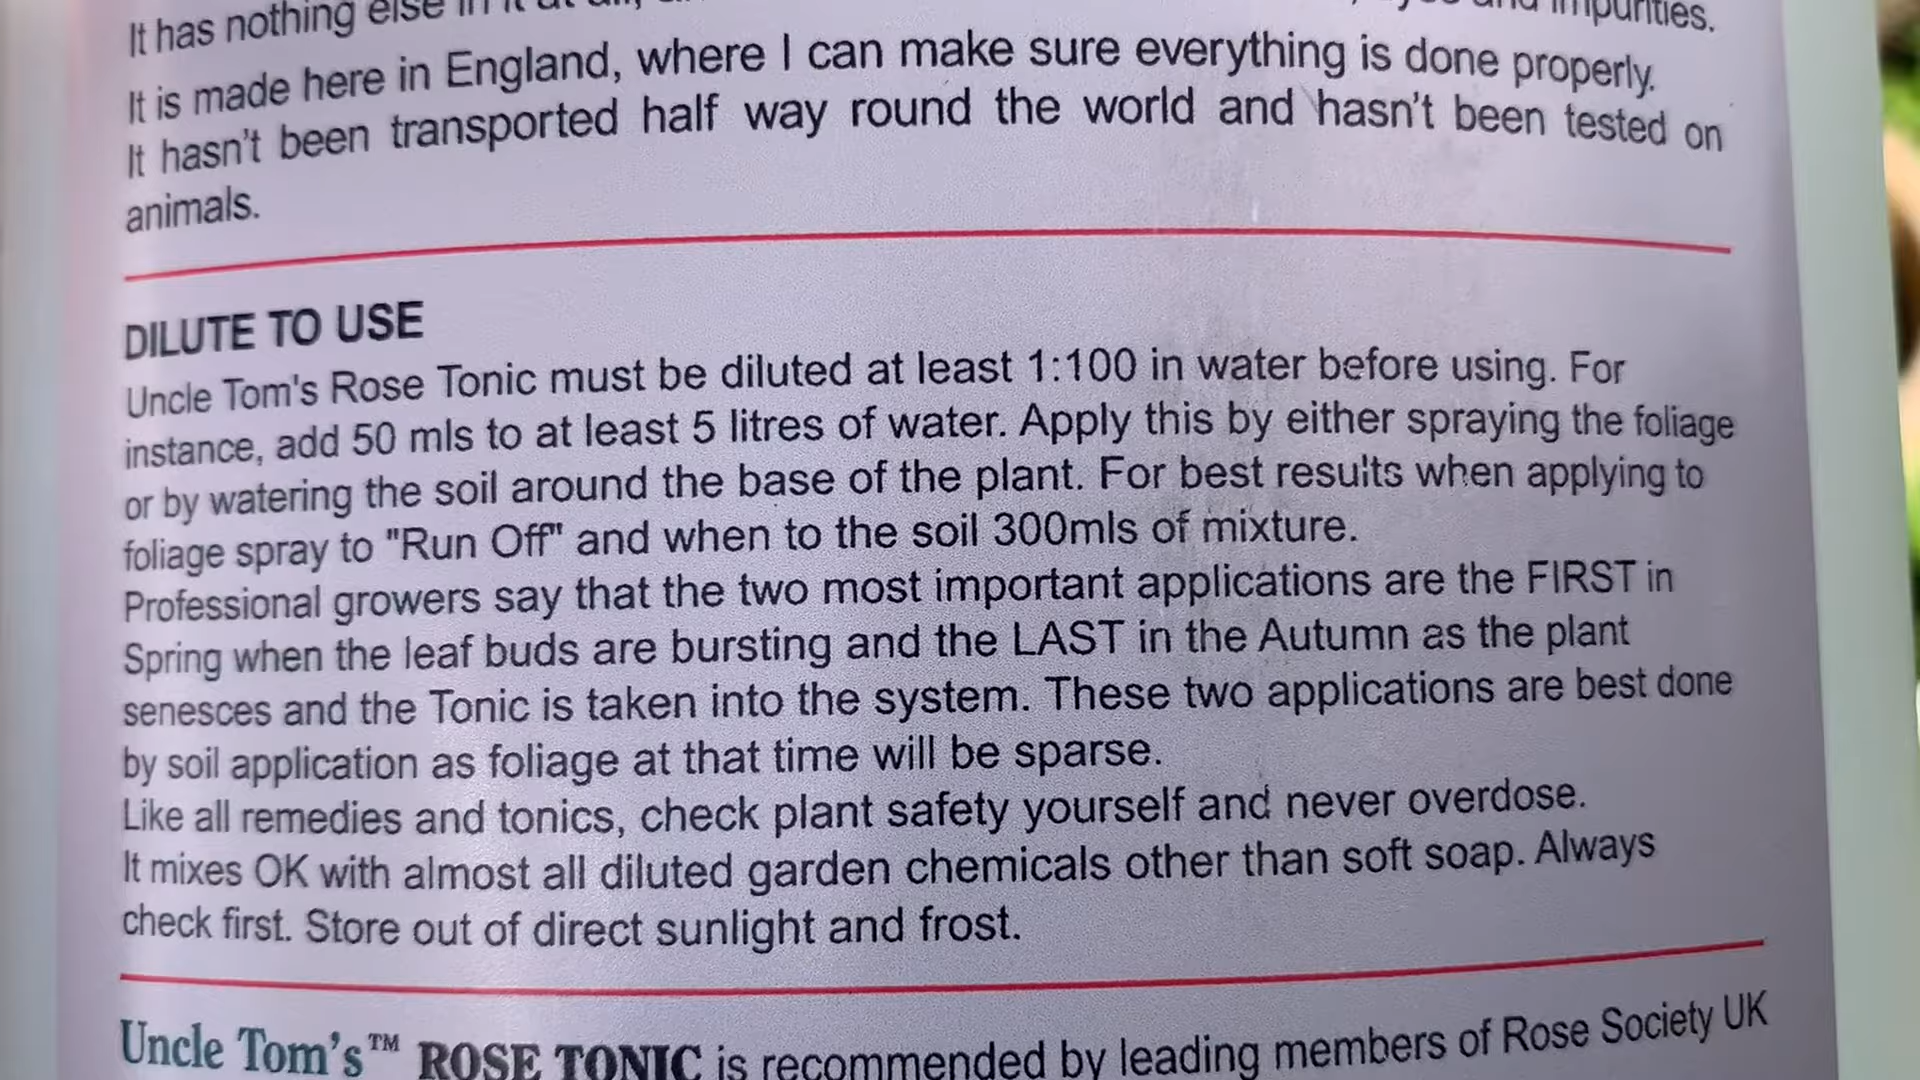 It has nothing else in it at all, and impurities.
It is made here in England, where I can make sure everything is done properly.
It hasn't been transported half way round the world and hasn't been tested on
animals.
DILUTE TO USE
Uncle Tom's Rose Tonic must be diluted at least 1:100 in water before using. For
instance, add 50 mls to at least 5 litres of water. Apply this by either spraying the foliage
or by watering the soil around the base of the plant. For best results when applying to
foliage spray to "Run Off" and when to the soil 300mls of mixture.
Professional growers say that the two most important applications are the FIRST in
Spring when the leaf buds are bursting and the LAST in the Autumn as the plant
senesces and the Tonic is taken into the system. These two applications are best done
by soil application as foliage at that time will be sparse.
Like all remedies and tonics, check plant safety yourself and never overdose.
It mixes OK with almost all diluted garden chemicals other than soft soap. Always
check first. Store out of direct sunlight and frost.
Uncle Tom's™ ROSE TONIC is recommended by leading members of Rose Society UK